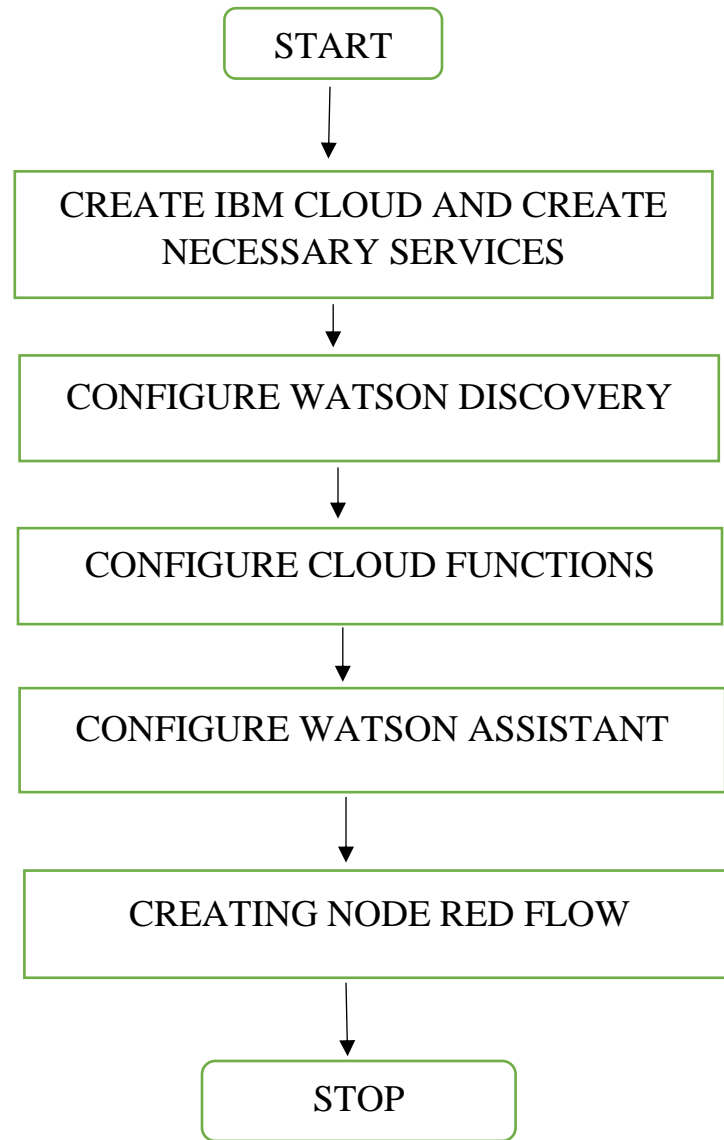 START
CREATE IBM CLOUD AND CREATE
NECESSARY SERVICES
CONFIGURE WATSON DISCOVERY
CONFIGURE CLOUD FUNCTIONS
CONFIGURE WATSON ASSISTANT
CREATING NODE RED FLOW
STOP